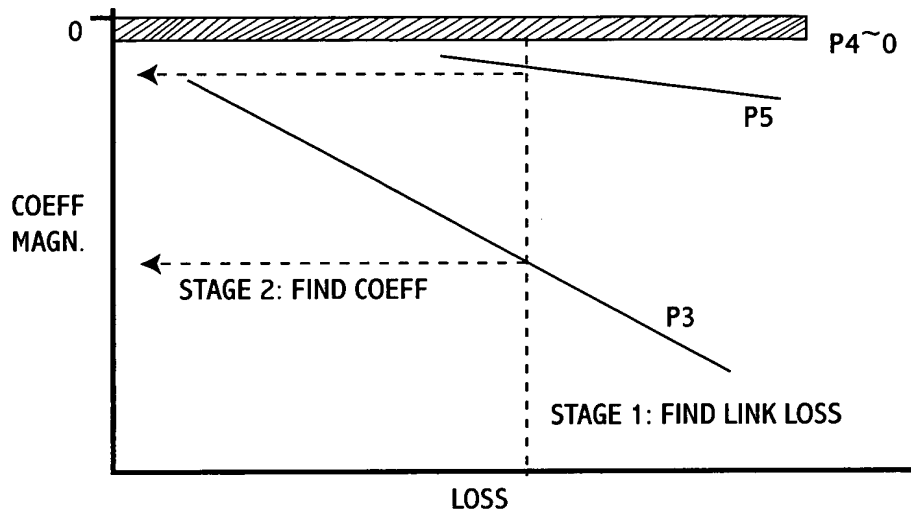 0
P4~0
P5
COEFF
MAGN.
STAGE 2: FIND COEFF
P3
STAGE 1: FIND LINK LOSS
LOSS